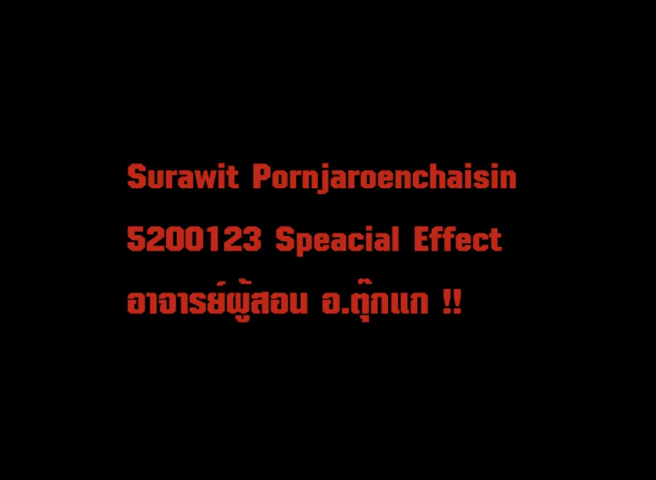 Surawit Pornjaroenchaisin
5200123 Speacial Effect
อาจารย์ผู้สอน อ.ตุ๊กแก !!